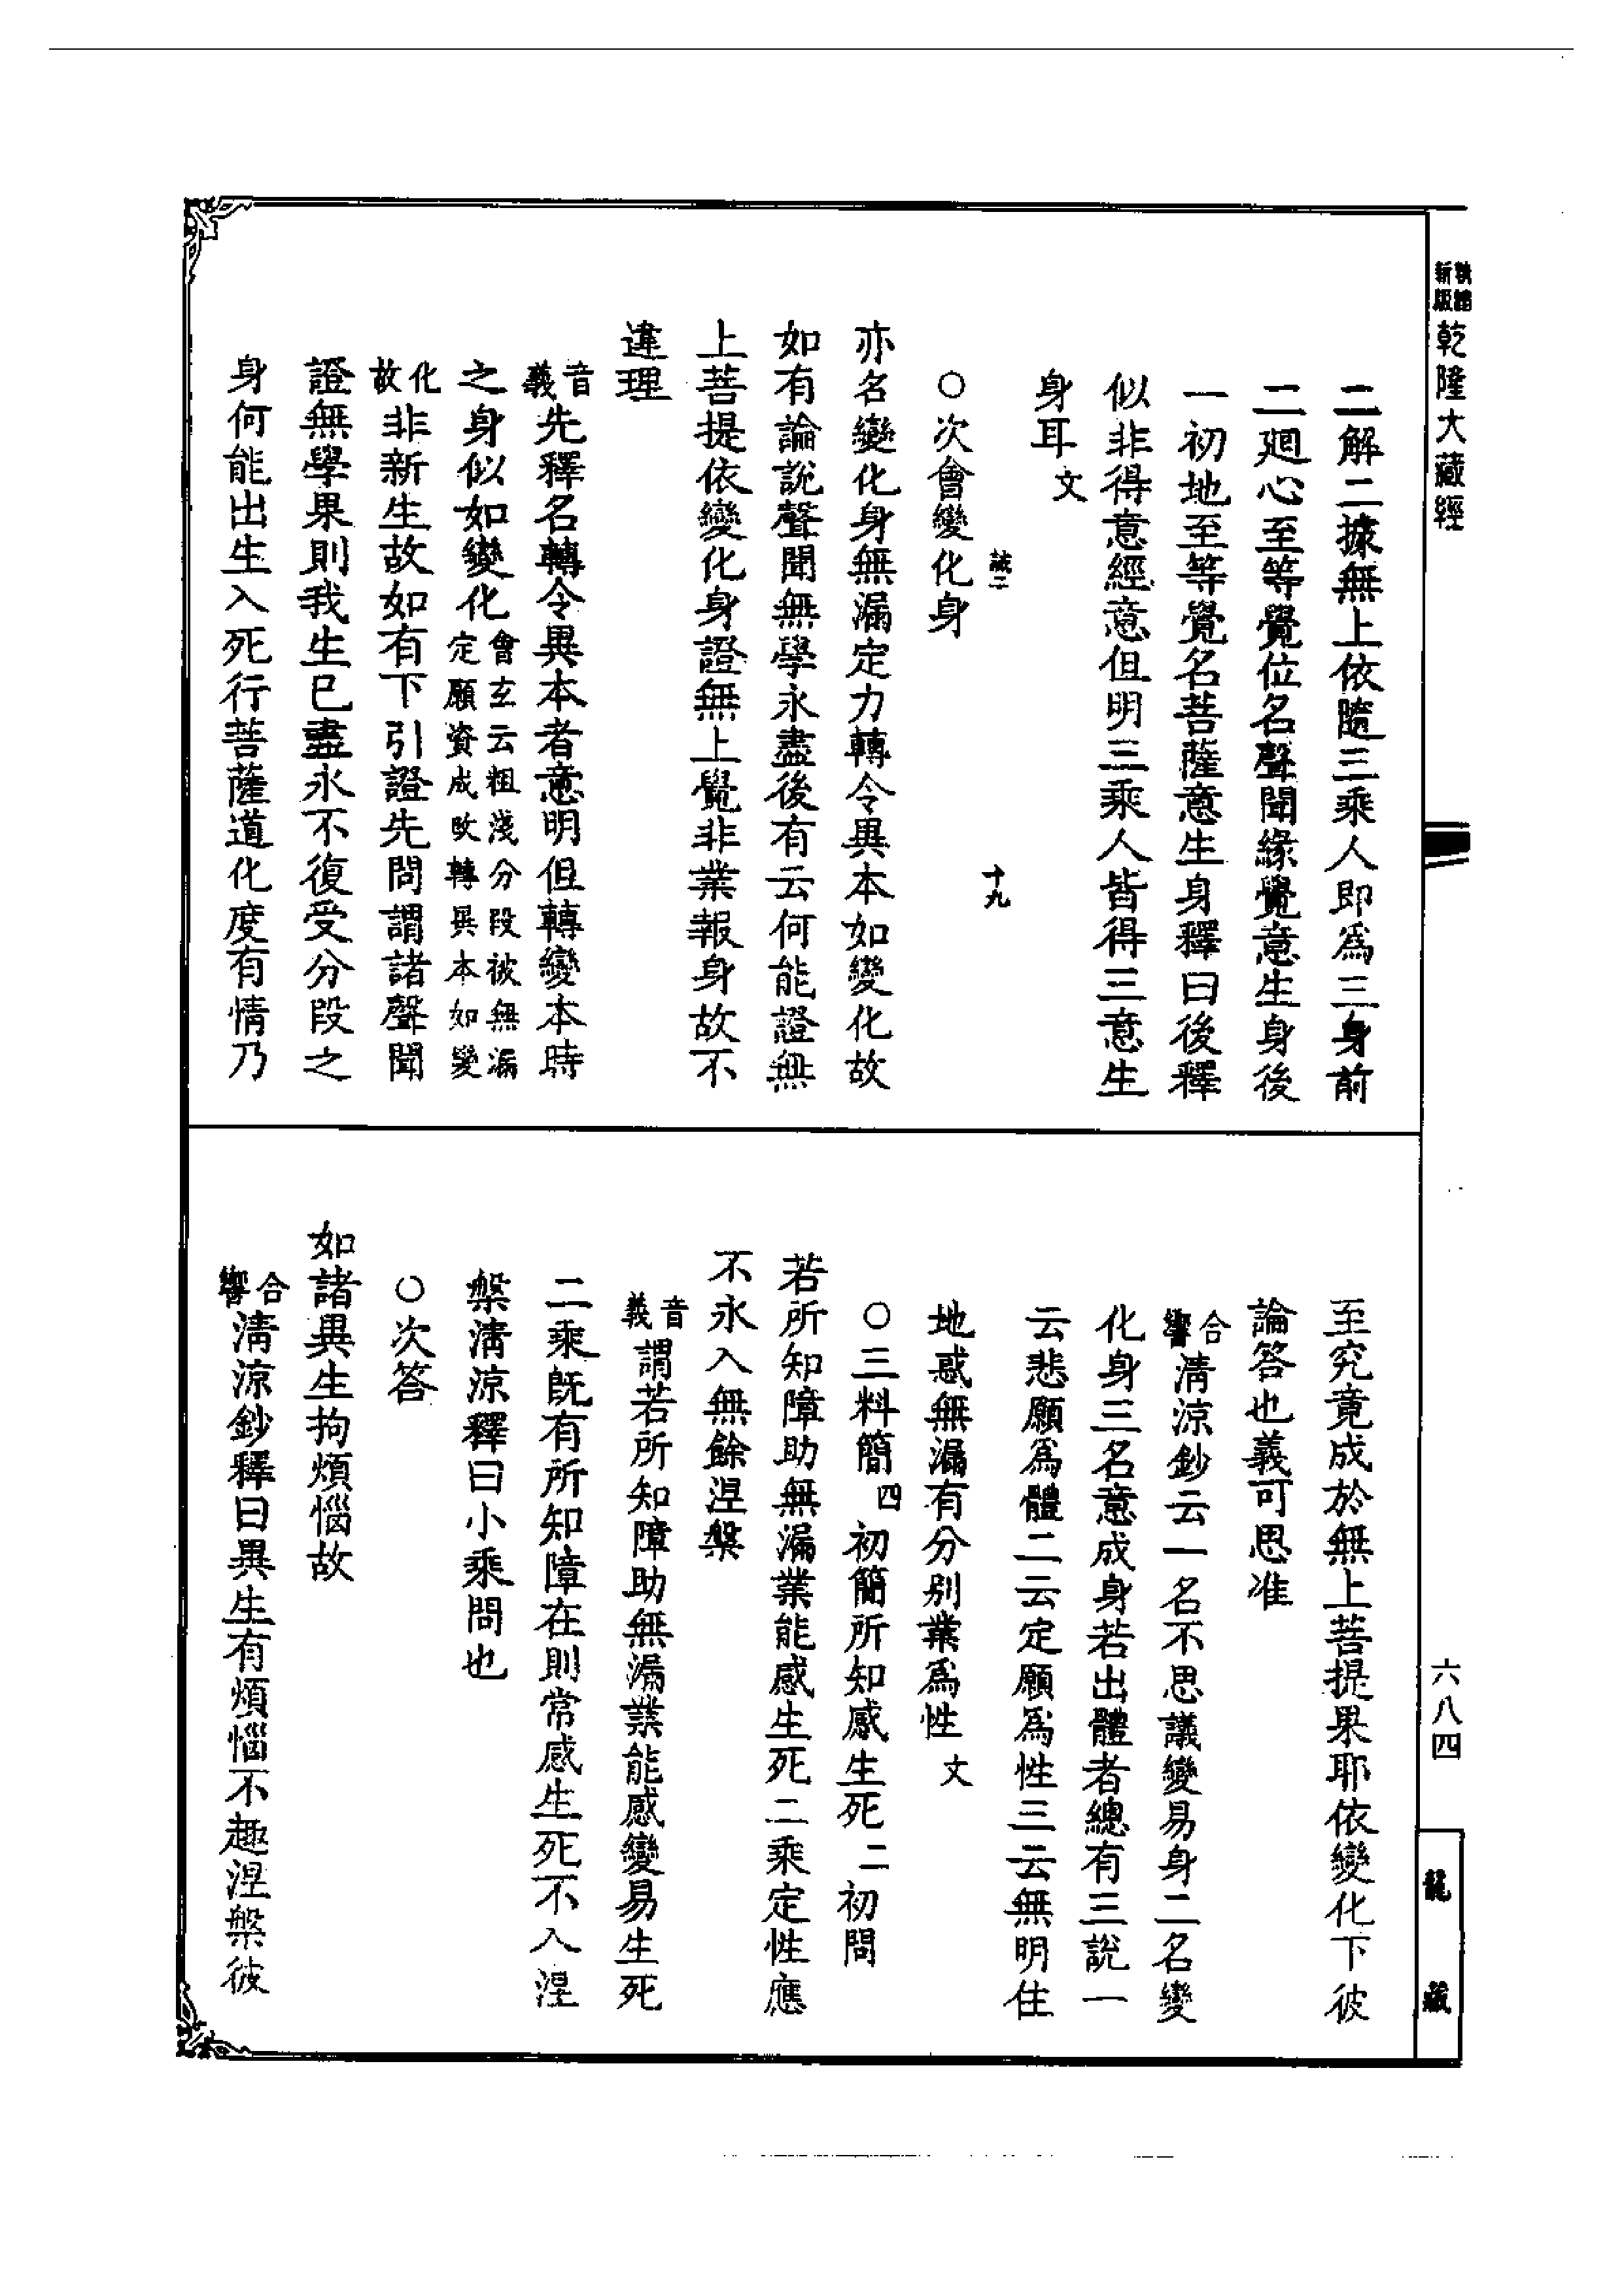 新版乾隆大藏經
二解二據無上依隨三乘人即為三身前
二廻心至等覺位名聲聞緣覺意生身後
一初地至等覺名菩薩意生身釋曰後釋
似非得意經意但明三乘人皆得三意生
身耳文
誠二 十九
○次會變化身
亦名變化身無漏定力轉令異本如變化故
如有論說聲聞無學永盡後有云何能證無
上菩提依變化身證無上覺非業報身故不
違理
音義先釋名轉令異本者意明但轉變本時
之身似如變化會玄云粗淺分段被無漏定願資成改轉異本如變
化故非新生故如有下引證先問謂諸聲聞
證無學果則我生已盡永不復受分段之
身何能出生入死行菩薩道化度有情乃
至究竟成於無上菩提果耶依變化下彼
論答也義可思准
合響清涼鈔云一名不思議變易身二名變
化身三名意成身若出體者總有三說一
云悲願為體二云定願為性三云無明住
地惑無漏有分別業為性文
○三料簡四初簡所知感生死二初問
若所知障助無漏業能感生死二乘定性應
不永入無餘涅槃
音義謂若所知障助無漏業能感變易生死
二乘既有所知障在則常感生死不入涅
槃清涼釋曰小乘問也
○次答
如諸異生拘煩惱故
合響清涼鈔釋曰異生有煩惱不趣涅槃彼
六八四
龍藏